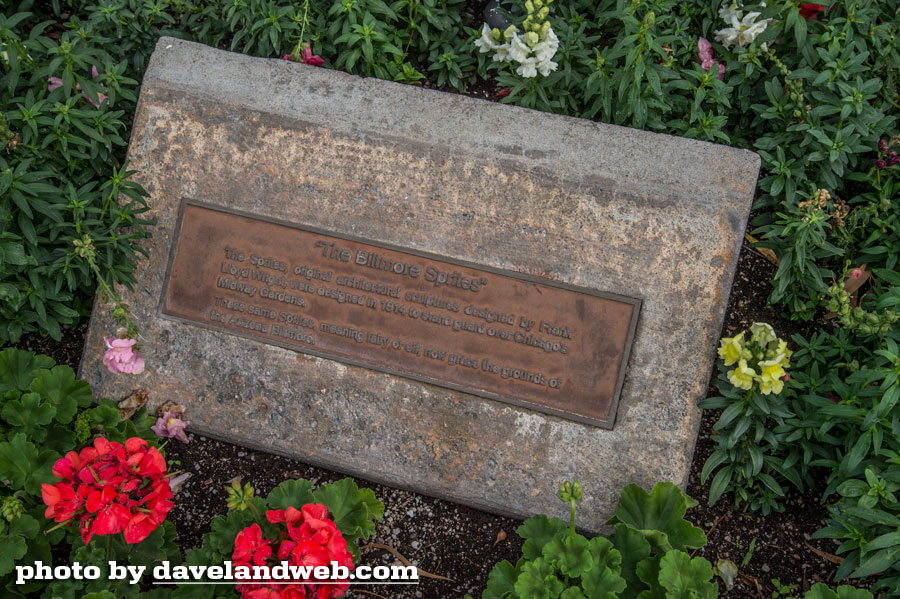 "The Biltmore Sprites"
The Sprites, original architectural sculptures designed by Frank
Lloyd Wright, were designed in 1914 to stand guard over Chicago's
Midway Gardens.
These same Sprites, meaning fairy or elf, now grace the grounds of
the Arizona Biltmore.
photo by davelandweb.com